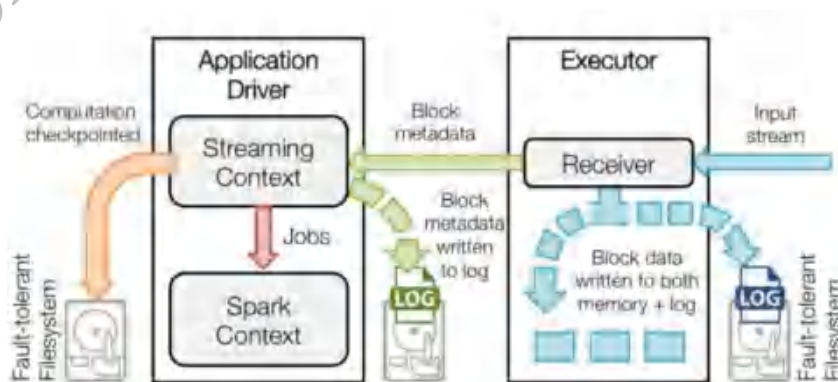 Application
Driver
Executor
Computation
checkpointed
Block
metadata
Input
stream
Streaming
Context
Receiver
Block
metadata
written
to log
Jobs
Block data
written to both
memory + log
Spark
Context
LOG
LOG
Fault-tolerant
Filesystem
Fault-tolerant
Filesystem